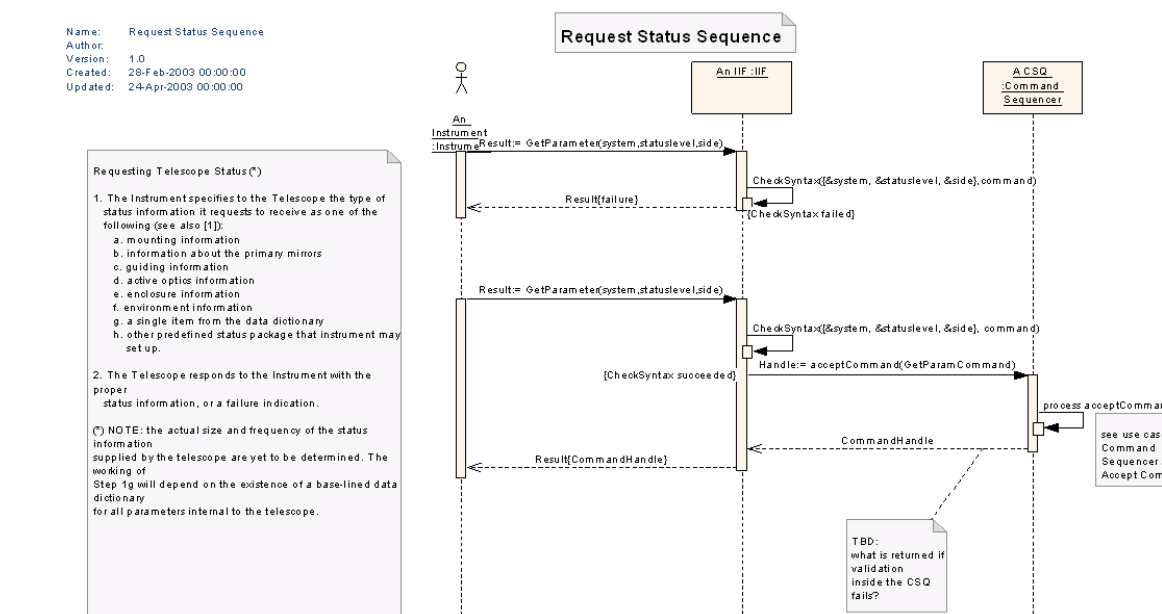 Name: Request Status Sequence
Author:
Version: 1.0
Created: 28-Feb-2003 00:00:00
Updated: 24-Apr-2003 00:00:00
Request Status Sequence
An IIF :IIF
A CSQ
:Command
Sequencer
An
Instrument
:Instrume
Requesting Telescope Status (*)
1. The Instrument specifies to the Telescope the type of
status information it requests to receive as one of the
following (see also [1]):
a. mounting information
b. information about the primary mirrors
c. guiding information
d. active optics information
e. enclosure information
f. environment information
g. a single item from the data dictionary
h. other predefined status package that instrument may
set up.
2. The Telescope responds to the Instrument with the
proper
status information, or a failure indication.
(*) NOTE: the actual size and frequency of the status
information
supplied by the telescope are yet to be determined. The
working of
Step 1g will depend on the existence of a base-lined data
dictionary
for all parameters internal to the telescope.
Result:= GetParameter(system,statuslevel,side)
CheckSyntax({&system, &statuslevel, &side},command)
Result{failure}
{CheckSyntax failed}
Result:= GetParameter(system,statuslevel,side)
CheckSyntax({&system, &statuslevel, &side}, command)
{CheckSyntax succeeded}
Handle:= acceptCommand(GetParamCommand)
process acceptComma
see use cas
Command
Sequencer
Accept Com
CommandHandle
Result{CommandHandle}
TBD:
what is returned if
validation
inside the CSQ
fails?